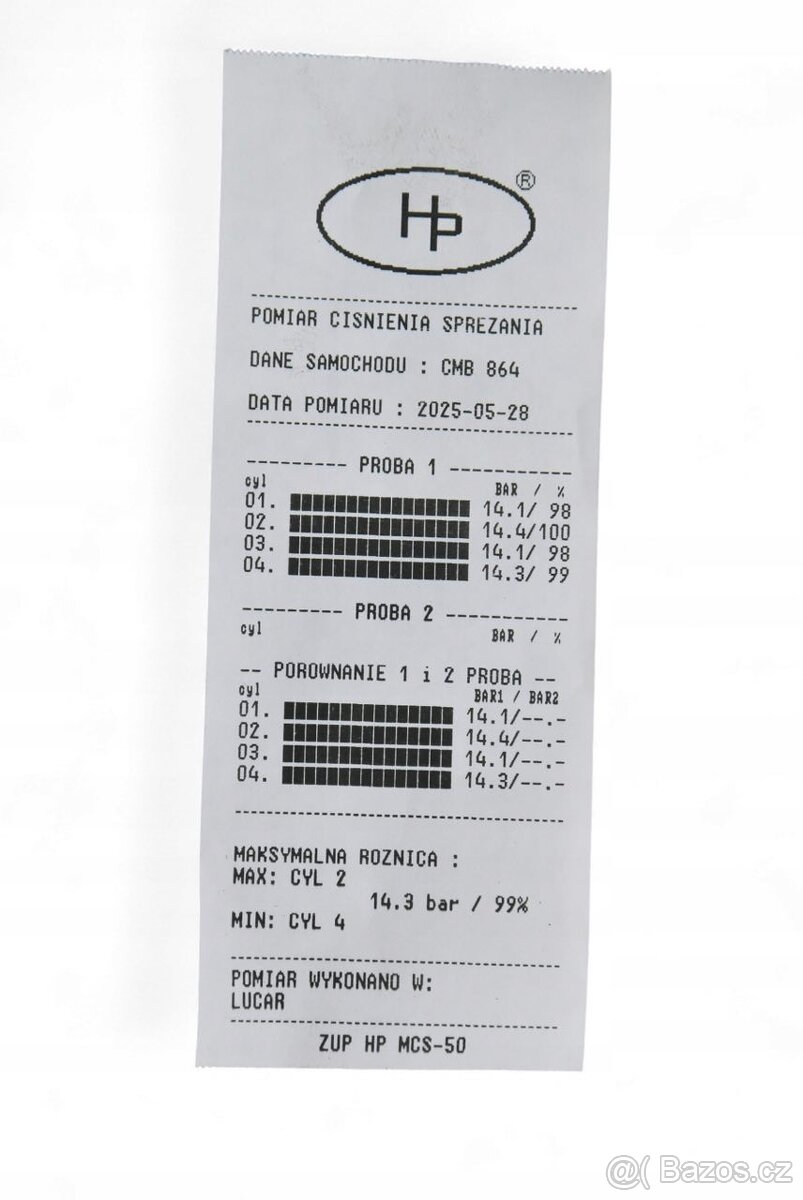 HP ®
POMIAR CISNIENIA SPREZANIA
DANE SAMOCHODU : CMB 864
DATA POMIARU : 2025-05-28
--------- PROBA 1 -----------
cyl BAR / %
01. 14.1/ 98
02. 14.4/100
03. 14.1/ 98
04. 14.3/ 99
--------- PROBA 2 -----------
cyl BAR / %
-- POROWNANIE 1 i 2 PROBA --
cyl BAR1 / BAR2
01. 14.1/--.-
02. 14.4/--.-
03. 14.1/--.-
04. 14.3/--.-
MAKSYMALNA ROZNICA :
MAX: CYL 2
14.3 bar / 99%
MIN: CYL 4
POMIAR WYKONANO W:
LUCAR
ZUP HP MCS-50
@( Bazos.cz